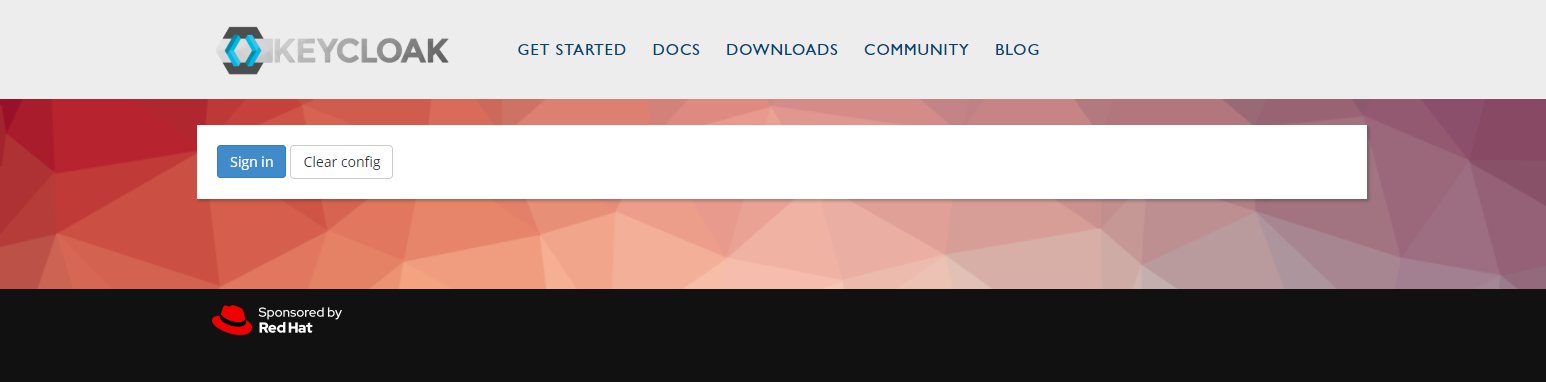 KEYCLOAK
GET STARTED DOCS DOWNLOADS COMMUNITY BLOG
Sign in Clear config
Sponsored by
Red Hat